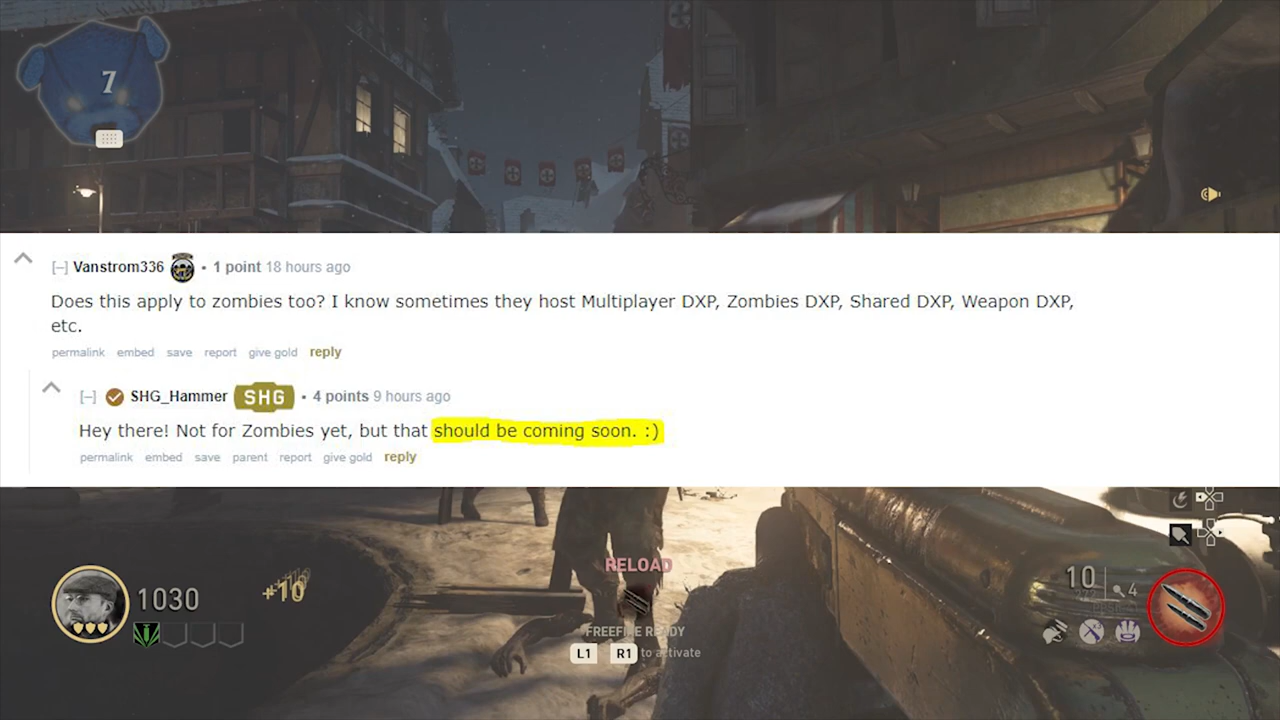 7
[–] Vanstrom336 • 1 point 18 hours ago
Does this apply to zombies too? I know sometimes they host Multiplayer DXP, Zombies DXP, Shared DXP, Weapon DXP,
etc.
permalink embed save report give gold reply
[–] SHG_Hammer SHG • 4 points 9 hours ago
Hey there! Not for Zombies yet, but that should be coming soon. :)
permalink embed save parent report give gold reply
RELOAD
1030
+10
10
4
FREEFIRE READY
L1 R1 to activate